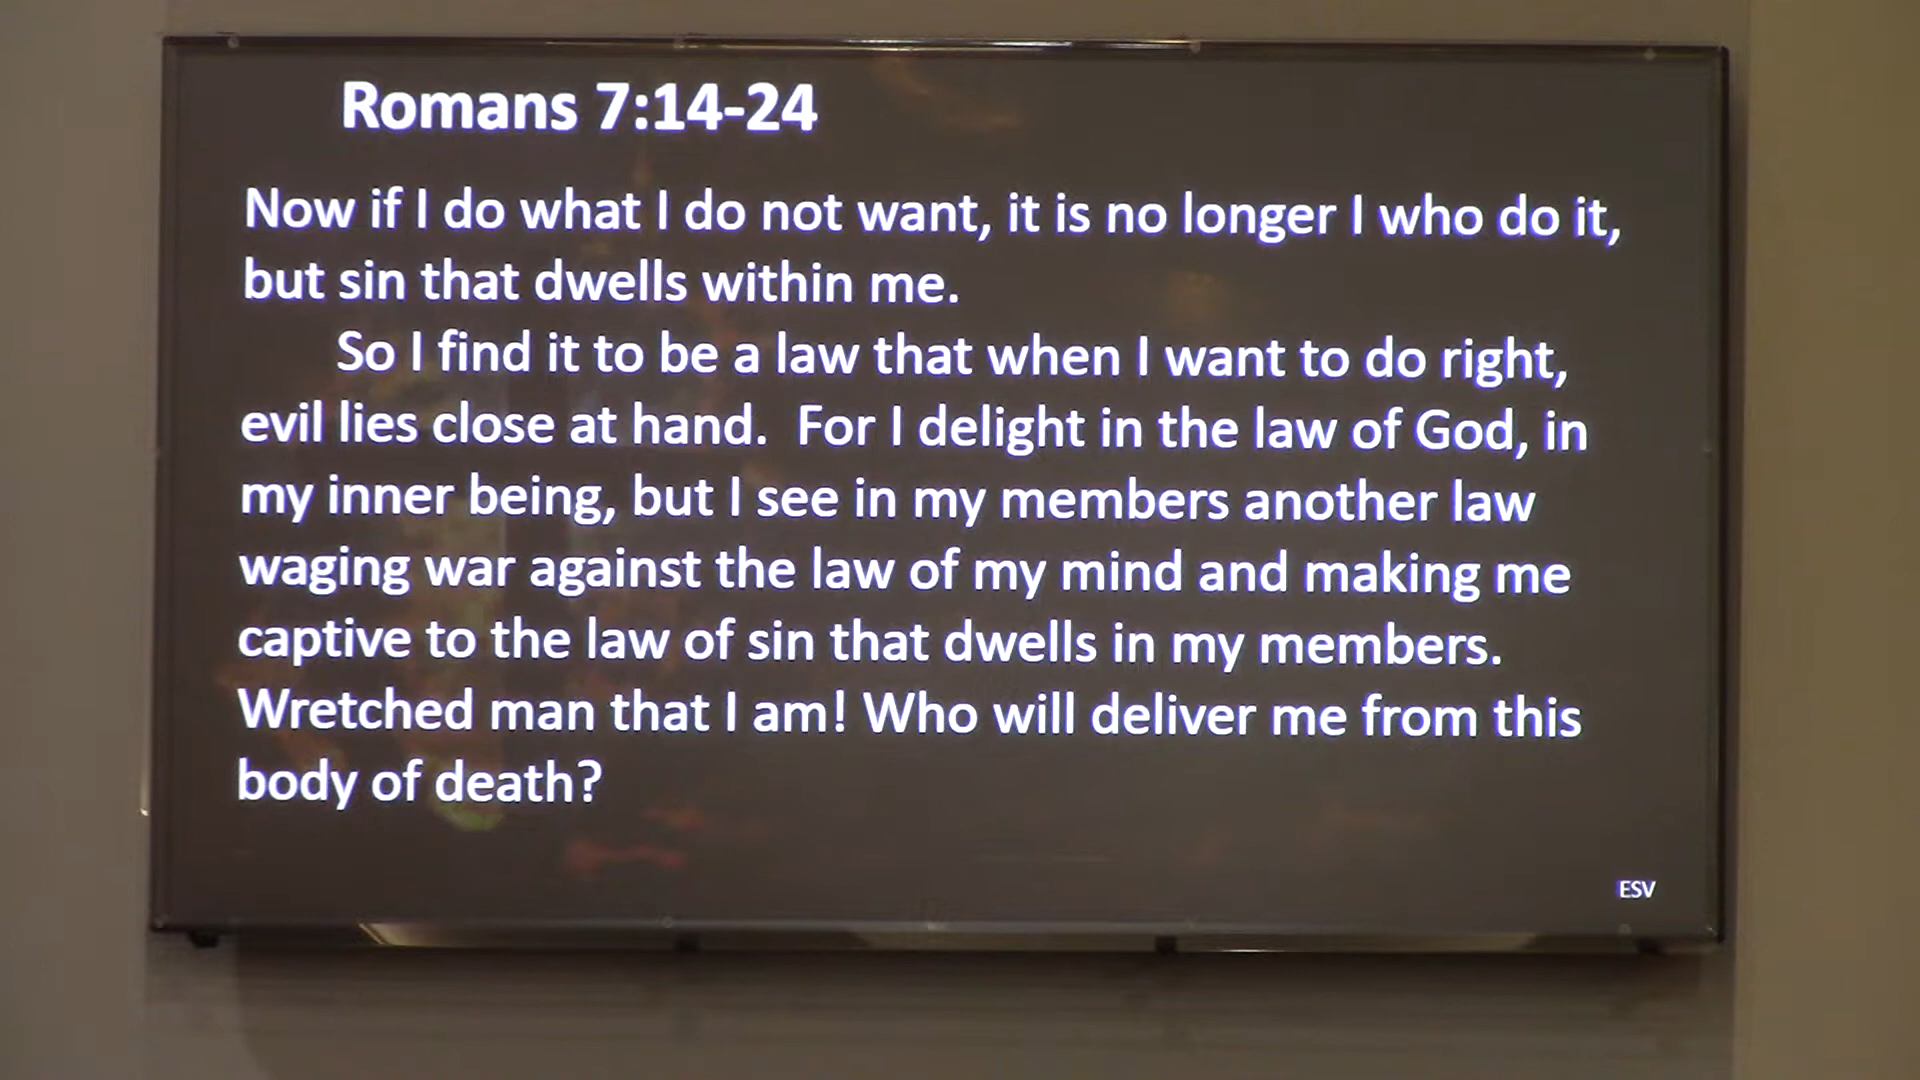 Romans 7:14-24
Now if I do what I do not want, it is no longer I who do it,
but sin that dwells within me.
So I find it to be a law that when I want to do right,
evil lies close at hand.  For I delight in the law of God, in
my inner being, but I see in my members another law
waging war against the law of my mind and making me
captive to the law of sin that dwells in my members.
Wretched man that I am! Who will deliver me from this
body of death?
ESV